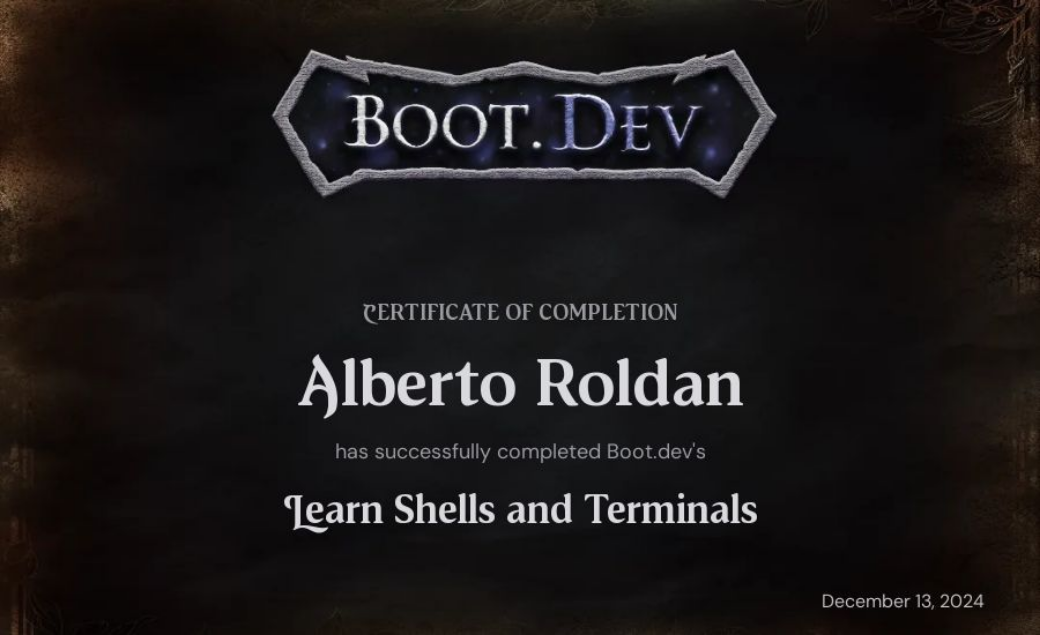 BOOT.DEV
CERTIFICATE OF COMPLETION
Alberto Roldan
has successfully completed Boot.dev's
Learn Shells and Terminals
December 13, 2024